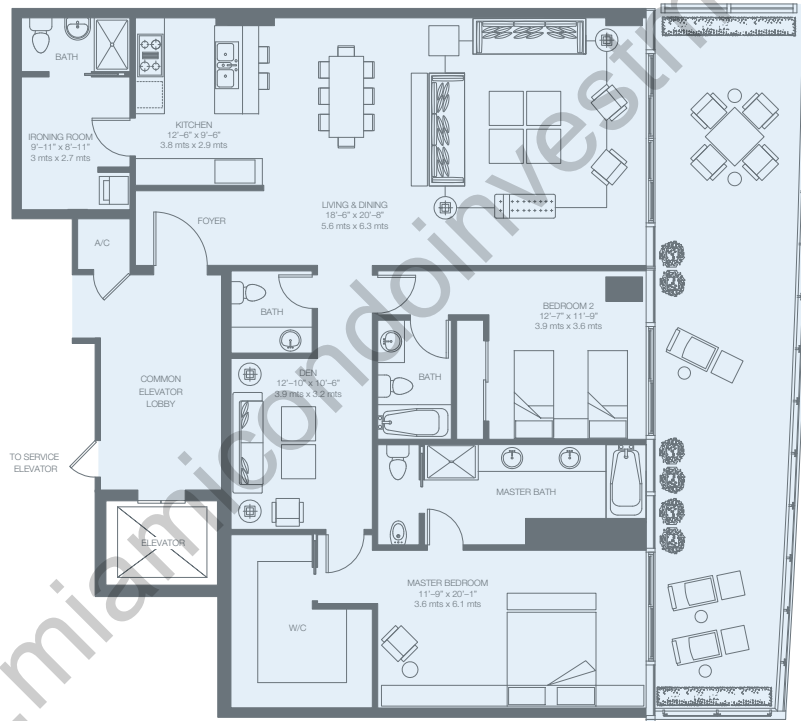 BATH
KITCHEN
12'–6" x 9'–6"
3.8 mts x 2.9 mts
IRONING ROOM
9'–11" x 8'–11"
3 mts x 2.7 mts
LIVING & DINING
18'–6" x 20'–8"
5.6 mts x 6.3 mts
FOYER
A/C
BATH
BEDROOM 2
12'–7" x 11'–9"
3.9 mts x 3.6 mts
DEN
12'–10" x 10'–6"
3.9 mts x 3.2 mts
BATH
COMMON
ELEVATOR
LOBBY
TO SERVICE
ELEVATOR
MASTER BATH
ELEVATOR
MASTER BEDROOM
11'–9" x 20'–1"
3.6 mts x 6.1 mts
W/C
.miamicondoinvestm